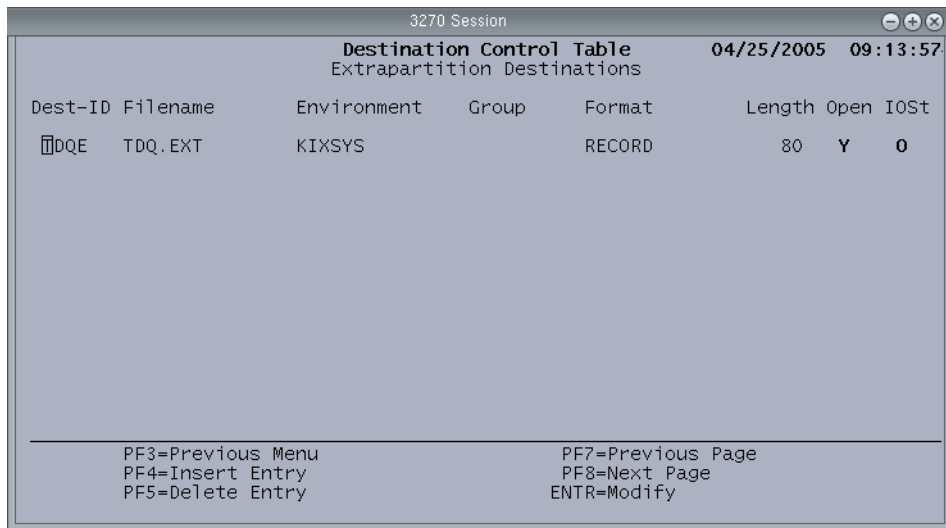 3270 Session
Destination Control Table 04/25/2005 09:13:57
Extrapartition Destinations
Dest-ID Filename Environment Group Format Length Open IOSt
TDQE TDQ.EXT KIXSYS RECORD 80 Y O
PF3=Previous Menu PF7=Previous Page
PF4=Insert Entry PF8=Next Page
PF5=Delete Entry ENTR=Modify